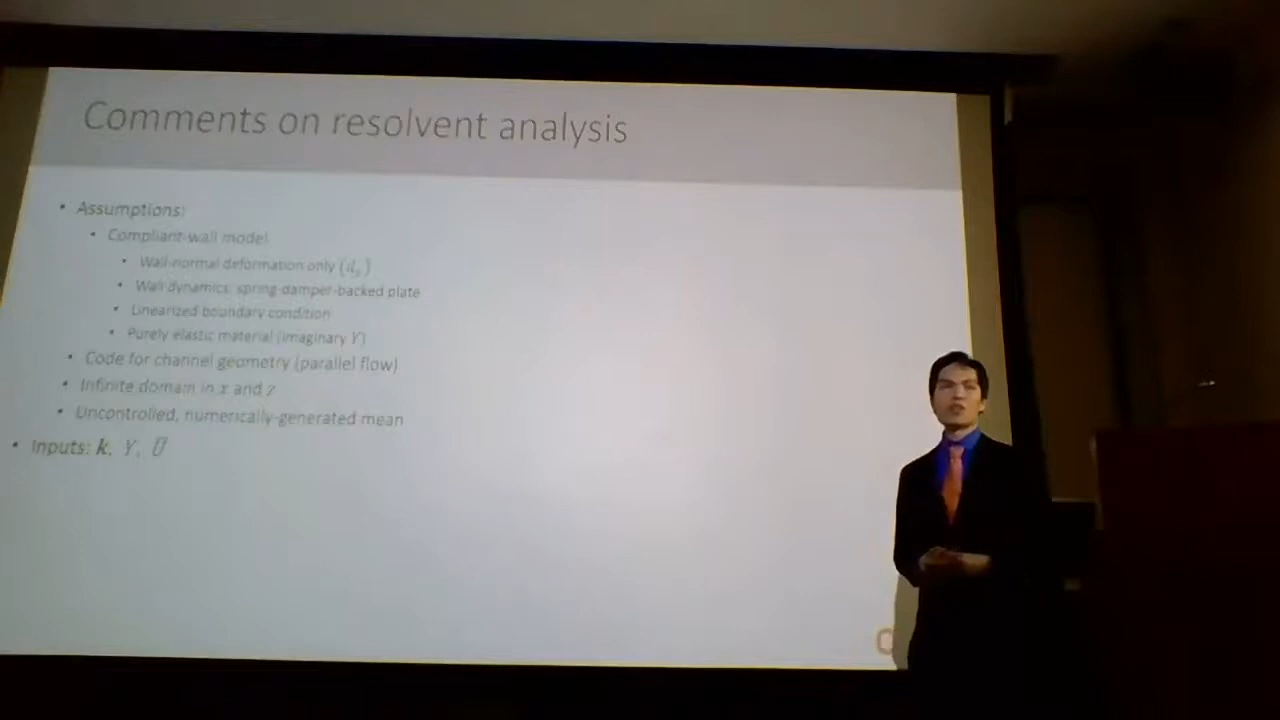 Comments on resolvent analysis
• Assumptions:
• Compliant-wall model
• Wall-normal deformation only
• Wall dynamics: spring-damper-backed plate
• Linearized boundary condition
• Purely elastic material (imaginary Y)
• Code for channel geometry (parallel flow)
• Infinite domain in x and z
• Uncontrolled, numerically-generated mean
• Inputs: k, Y,